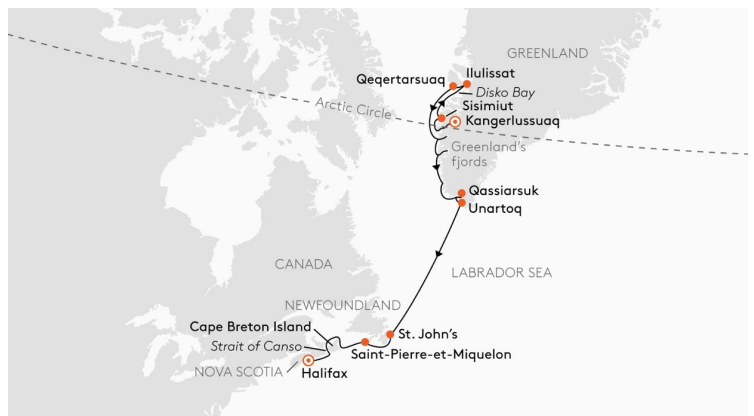 GREENLAND
Ilulissat
Qeqertarsuaq
Disko Bay
Sisimiut
Arctic Circle
Kangerlussuaq
Greenland's
fjords
Qassiarsuk
Unartoq
CANADA
LABRADOR SEA
NEWFOUNDLAND
Cape Breton Island
St. John's
Strait of Canso
Saint-Pierre-et-Miquelon
NOVA SCOTIA
Halifax